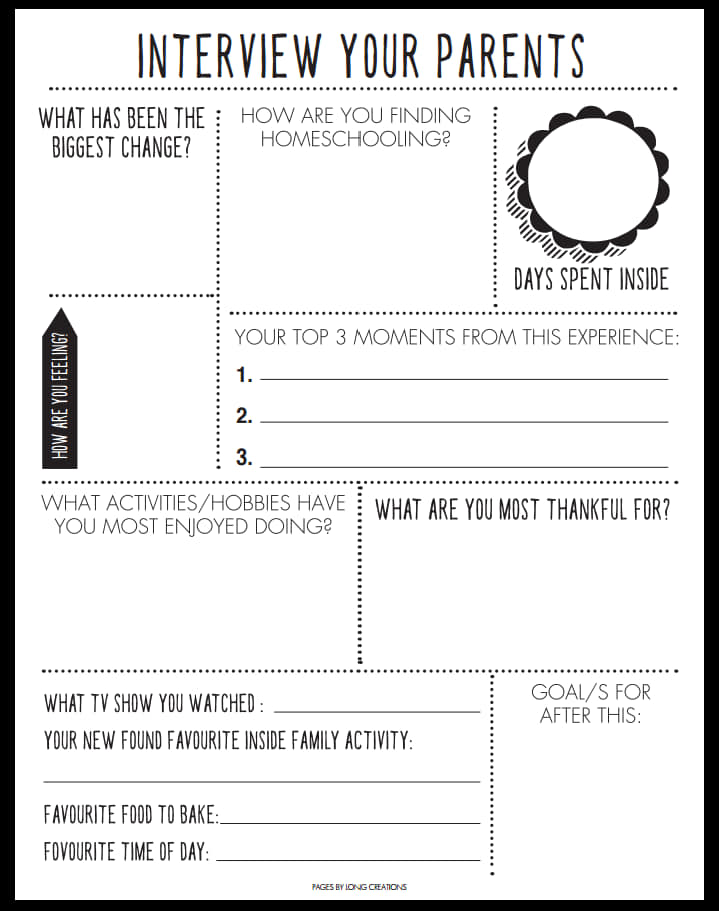 INTERVIEW YOUR PARENTS
WHAT HAS BEEN THE
BIGGEST CHANGE?
HOW ARE YOU FINDING
HOMESCHOOLING?
DAYS SPENT INSIDE
HOW ARE YOU FEELING?
YOUR TOP 3 MOMENTS FROM THIS EXPERIENCE:
1.
2.
3.
WHAT ACTIVITIES/HOBBIES HAVE
YOU MOST ENJOYED DOING?
WHAT ARE YOU MOST THANKFUL FOR?
WHAT TV SHOW YOU WATCHED :
YOUR NEW FOUND FAVOURITE INSIDE FAMILY ACTIVITY:
FAVOURITE FOOD TO BAKE:
FOVOURITE TIME OF DAY:
GOAL/S FOR
AFTER THIS:
PAGES BY LONG CREATIONS